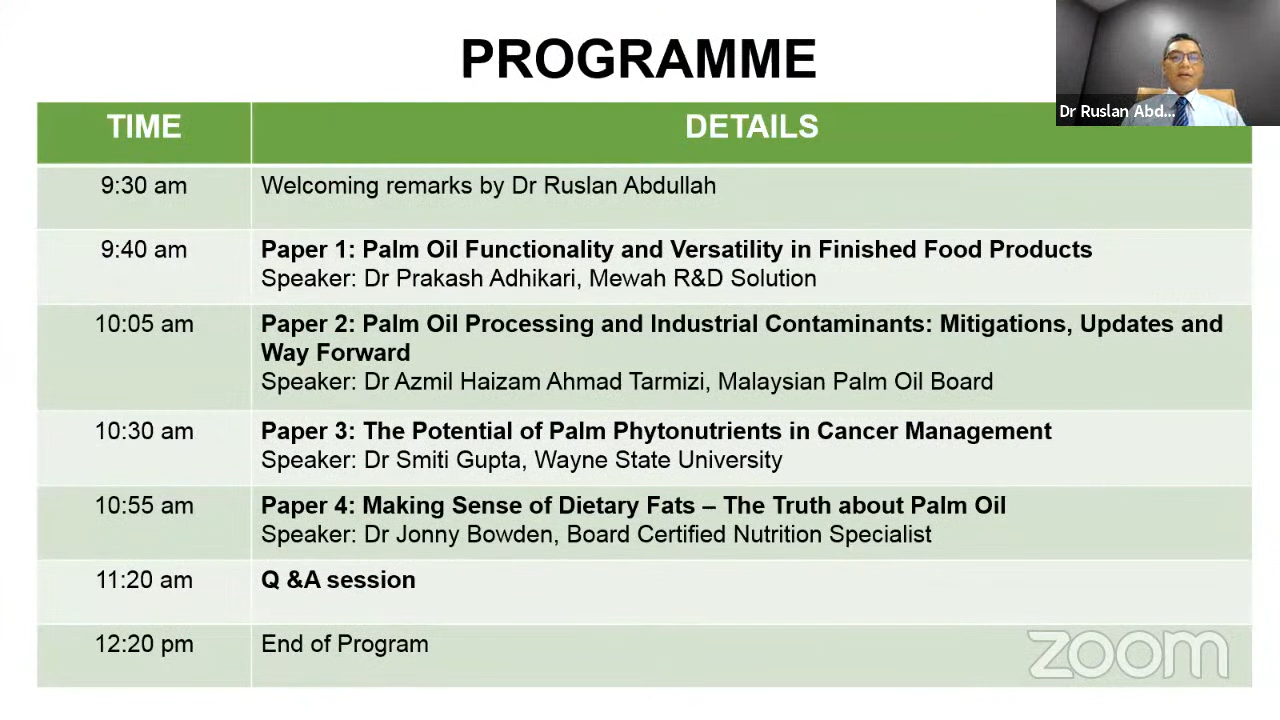 PROGRAMME
Dr Ruslan Abd...
TIME DETAILS
9:30 am Welcoming remarks by Dr Ruslan Abdullah
9:40 am Paper 1: Palm Oil Functionality and Versatility in Finished Food Products
Speaker: Dr Prakash Adhikari, Mewah R&D Solution
10:05 am Paper 2: Palm Oil Processing and Industrial Contaminants: Mitigations, Updates and
Way Forward
Speaker: Dr Azmil Haizam Ahmad Tarmizi, Malaysian Palm Oil Board
10:30 am Paper 3: The Potential of Palm Phytonutrients in Cancer Management
Speaker: Dr Smiti Gupta, Wayne State University
10:55 am Paper 4: Making Sense of Dietary Fats – The Truth about Palm Oil
Speaker: Dr Jonny Bowden, Board Certified Nutrition Specialist
11:20 am Q &A session
12:20 pm End of Program
zoom